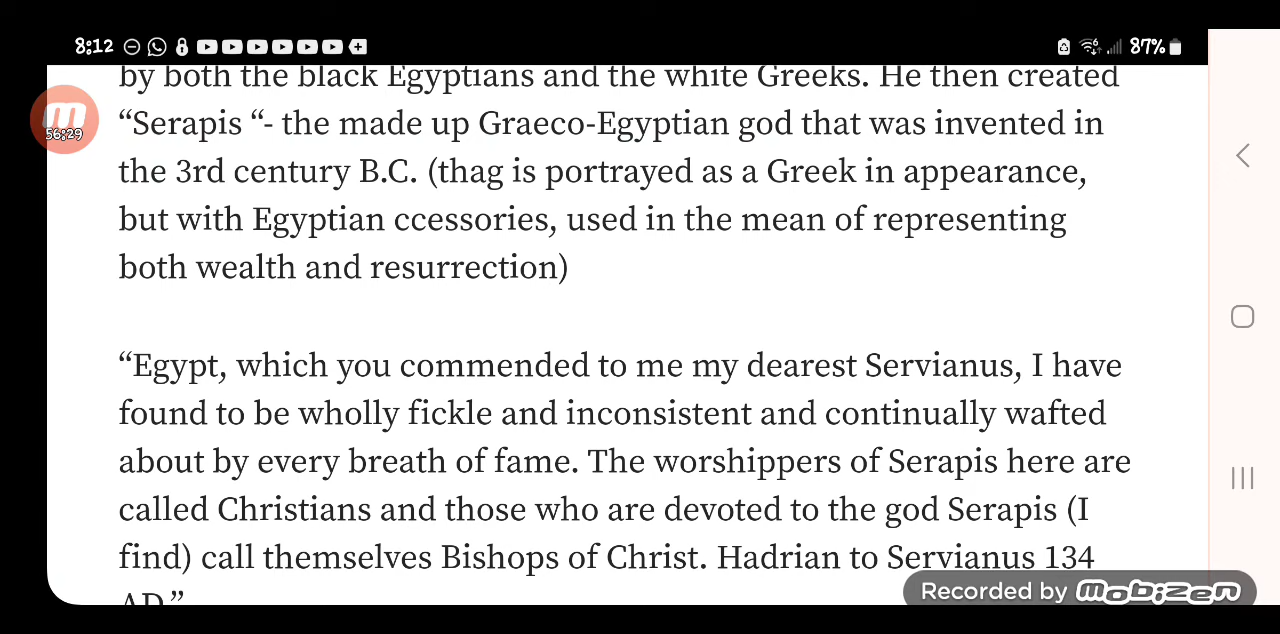 8:12
87%
56:29
by both the black Egyptians and the white Greeks. He then created
“Serapis “- the made up Graeco-Egyptian god that was invented in
the 3rd century B.C. (thag is portrayed as a Greek in appearance,
but with Egyptian ccessories, used in the mean of representing
both wealth and resurrection)
“Egypt, which you commended to me my dearest Servianus, I have
found to be wholly fickle and inconsistent and continually wafted
about by every breath of fame. The worshippers of Serapis here are
called Christians and those who are devoted to the god Serapis (I
find) call themselves Bishops of Christ. Hadrian to Servianus 134
AD.”
Recorded by mobizen